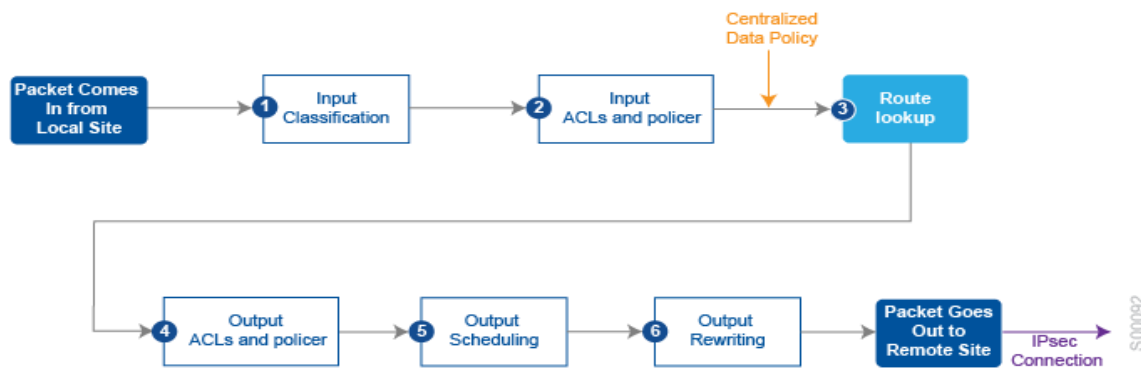 Centralized
Data Policy
Packet Comes
In from
Local Site
1
Input
Classification
2
Input
ACLs and policer
3
Route
lookup
4
Output
ACLs and policer
5
Output
Scheduling
6
Output
Rewriting
Packet Goes
Out to
Remote Site
IPsec
Connection
S00092